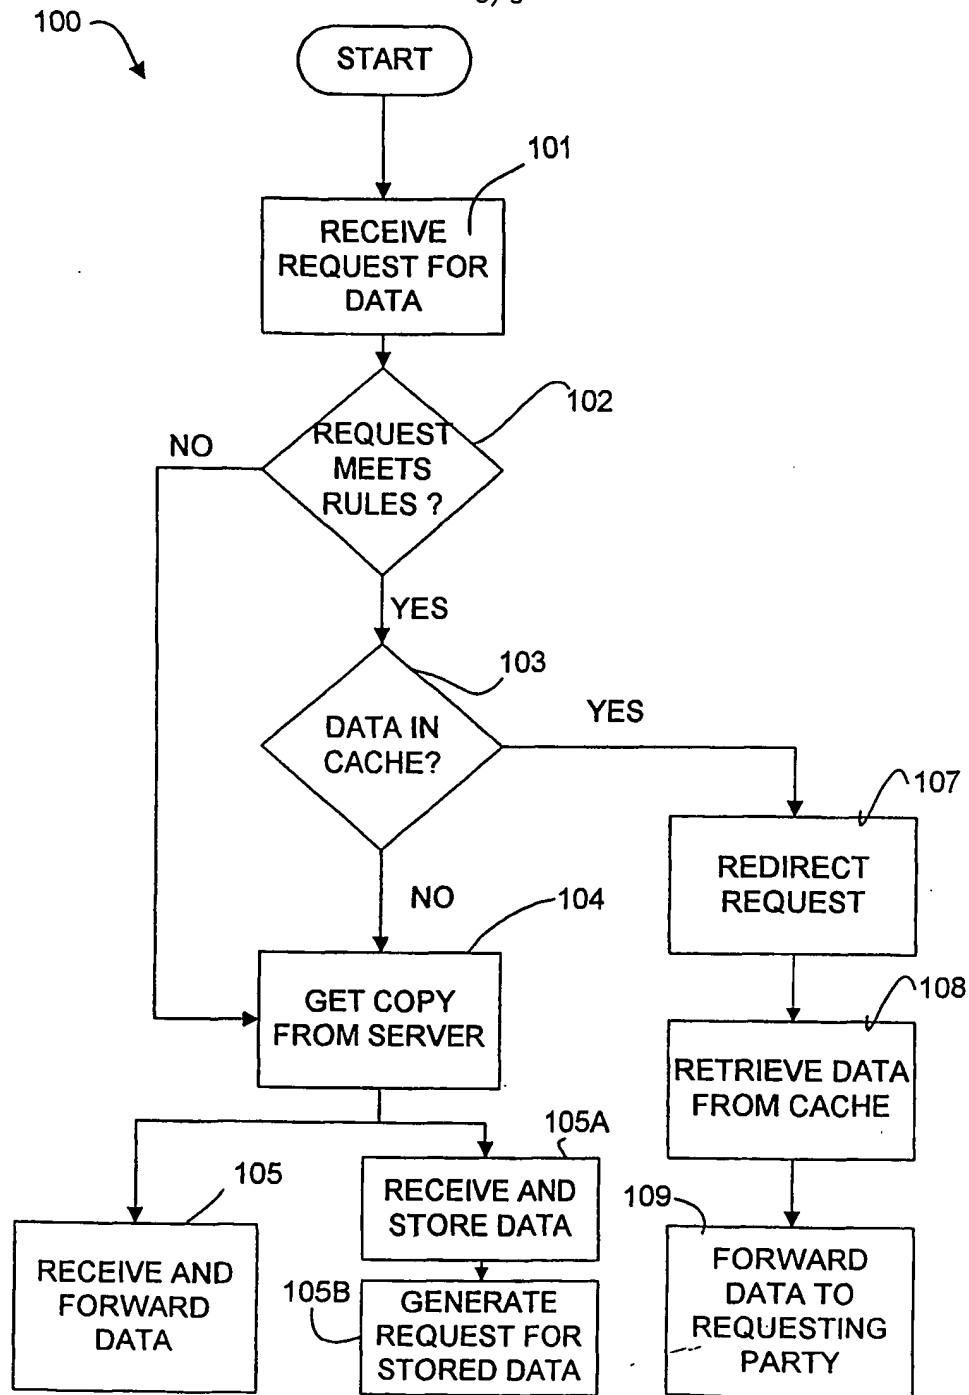 100
START
101
RECEIVE
REQUEST FOR
DATA
102
NO
REQUEST
MEETS
RULES ?
YES
103
DATA IN
CACHE?
YES
107
REDIRECT
REQUEST
NO
104
GET COPY
FROM SERVER
108
RETRIEVE DATA
FROM CACHE
105A
RECEIVE AND
STORE DATA
105
RECEIVE AND
FORWARD
DATA
105B
GENERATE
REQUEST FOR
STORED DATA
109
FORWARD
DATA TO
REQUESTING
PARTY